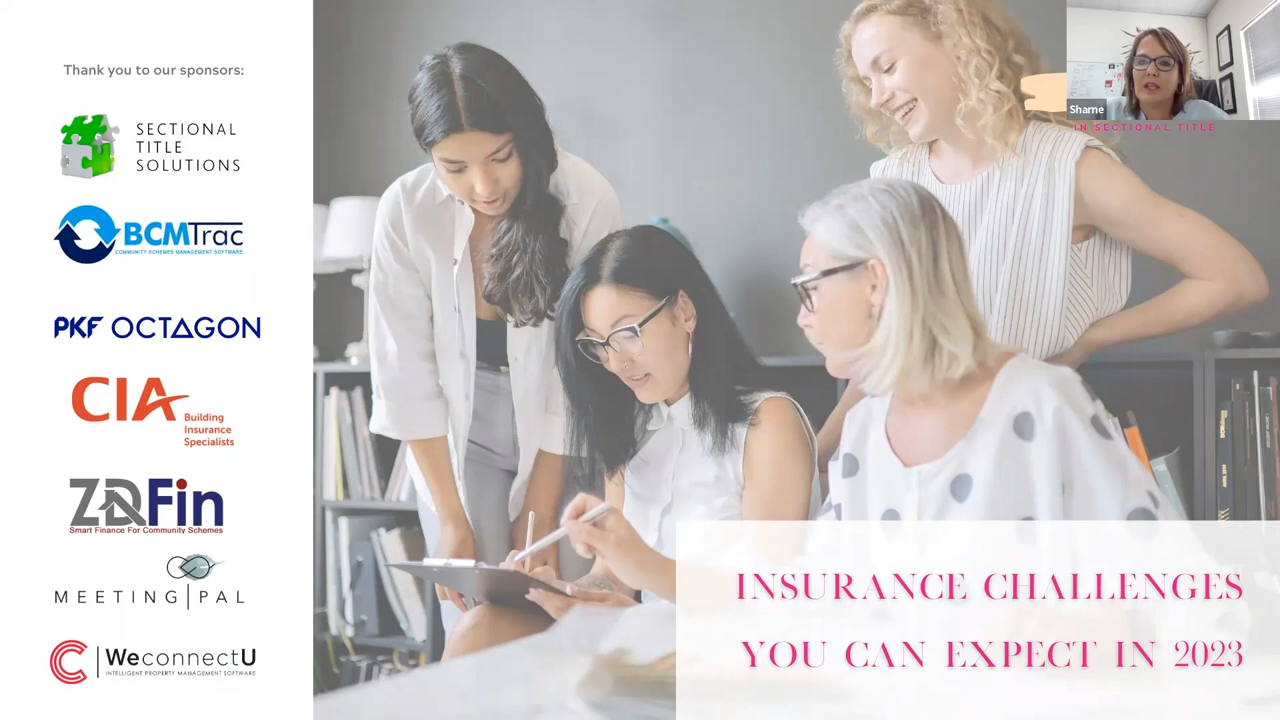 Thank you to our sponsors:
SECTIONAL
TITLE
SOLUTIONS
BCMTrac
COMMUNITY SCHEMES MANAGEMENT SOFTWARE
PKF OCTAGON
CIA
Building
Insurance
Specialists
ZDFin
Smart Finance For Community Schemes
MEETING|PAL
WeconnectU
INTELLIGENT PROPERTY MANAGEMENT SOFTWARE
Sharne
IN SECTIONAL TITLE
INSURANCE CHALLENGES
YOU CAN EXPECT IN 2023